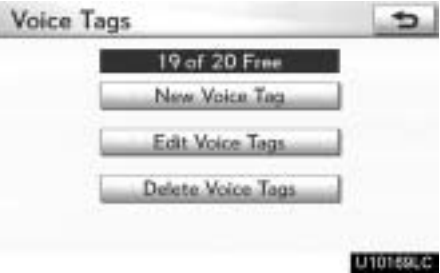 Voice Tags
19 of 20 Free
New Voice Tag
Edit Voice Tags
Delete Voice Tags
U10169LC